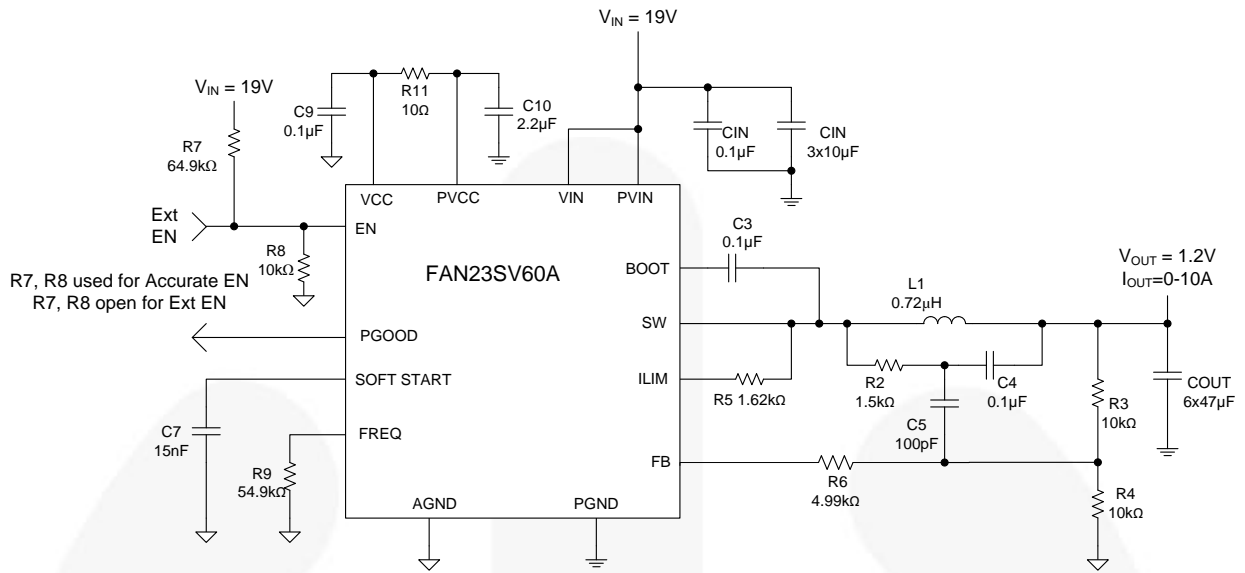 V_IN = 19V
V_IN = 19V
R7
64.9kΩ
C9
0.1µF
R11
10Ω
C10
2.2µF
CIN
0.1µF
CIN
3x10µF
VCC
PVCC
VIN
PVIN
Ext
EN
EN
R8
10kΩ
R7, R8 used for Accurate EN
R7, R8 open for Ext EN
FAN23SV60A
PGOOD
SOFT START
C7
15nF
FREQ
R9
54.9kΩ
AGND
PGND
BOOT
C3
0.1µF
SW
ILIM
R5 1.62kΩ
FB
R6
4.99kΩ
L1
0.72µH
R2
1.5kΩ
C4
0.1µF
C5
100pF
V_OUT = 1.2V
I_OUT=0-10A
R3
10kΩ
COUT
6x47µF
R4
10kΩ